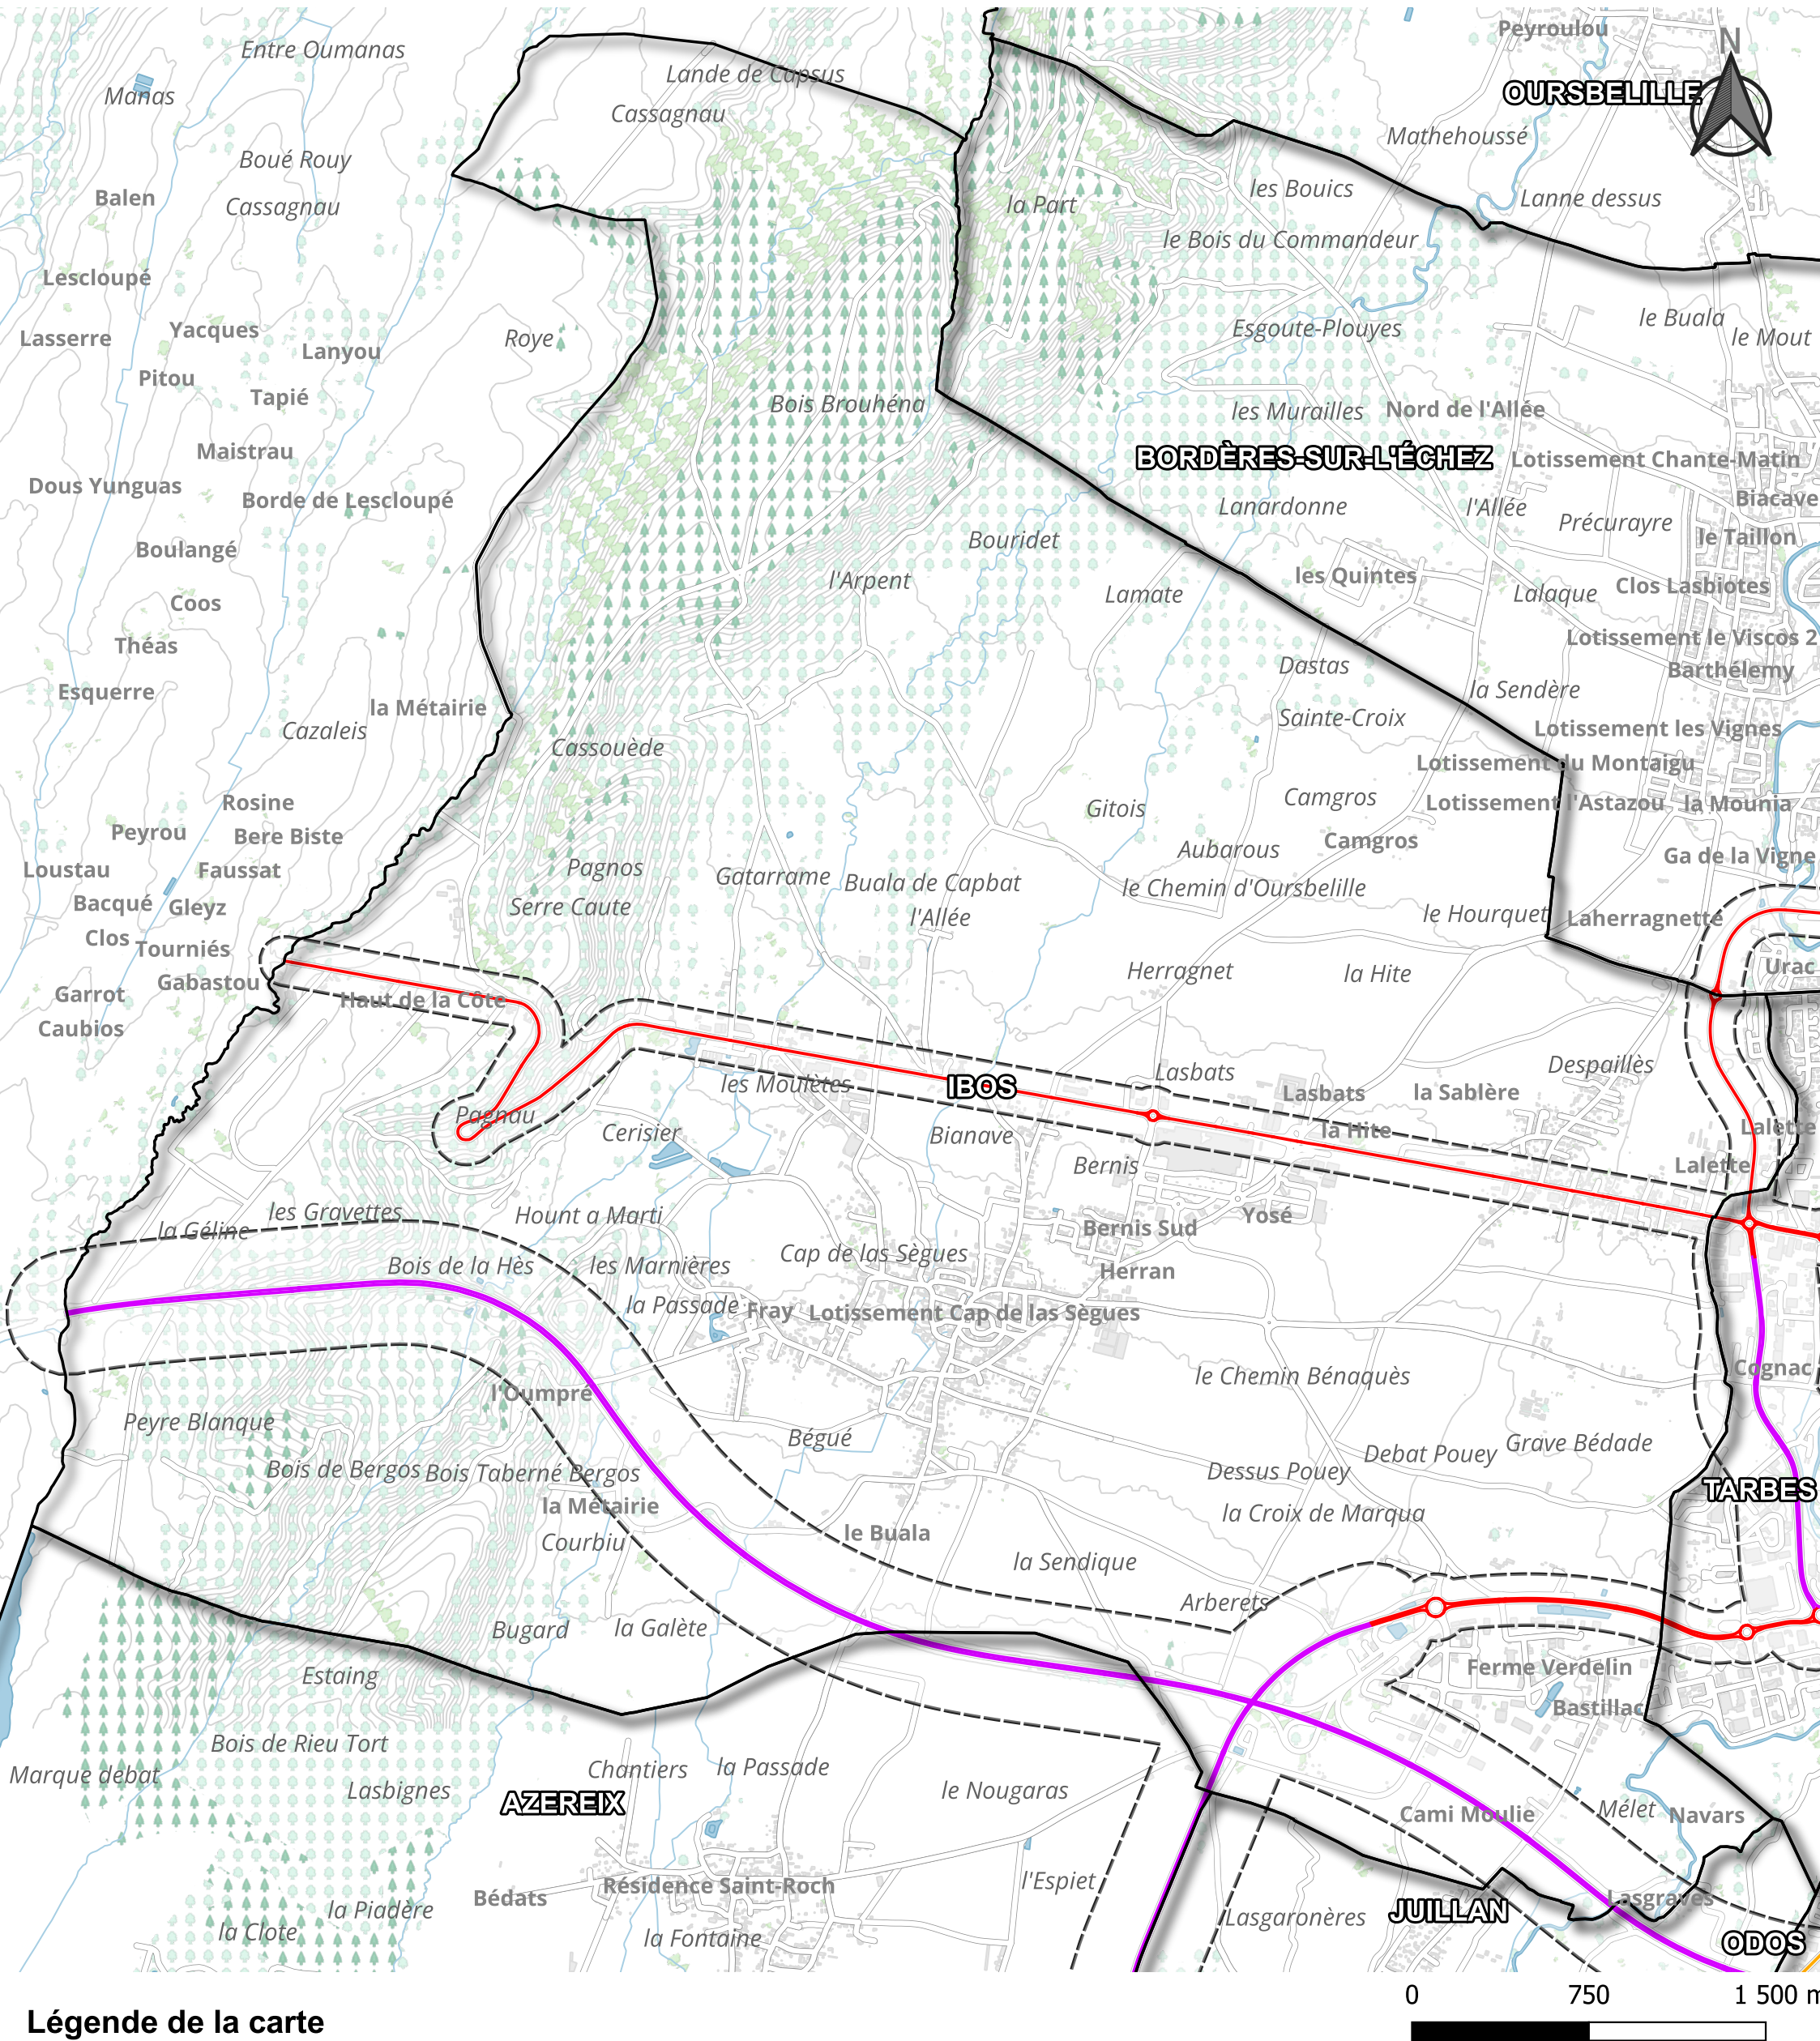 Peyroulou
N
Entre Oumanas
Lande de Capsus
OURSBELILLE
Manas
Cassagnau
Mathehoussé
Boué Rouy
les Bouics
Balen
Cassagnau
la Part
Lanne dessus
le Bois du Commandeur
Lescloupé
le Buala
Lasserre
Yacques
Roye
Esgoute-Plouyes
le Mout
Lanyou
Pitou
Tapié
Bois Brouhéna
les Murailles
Nord de l'Allée
Maistrau
BORDÈRES-SUR-L'ÉCHEZ
Lotissement Chante-Matin
Dous Yunguas
Borde de Lescloupé
Lanardonne
l'Allée
Biacave
Précurayre
Boulangé
Bouridet
le Taillon
l'Arpent
les Quintes
Lamate
Lalaque
Clos Lasbiotes
Coos
Théas
Lotissement le Viscos 2
Esquerre
Dastas
Barthélemy
la Métairie
la Sendère
Cazaleis
Sainte-Croix
Lotissement les Vignes
Cassouède
Lotissement du Montaigu
Rosine
Gitois
Camgros
Lotissement l'Astazou
la Mounia
Peyrou
Bere Biste
Camgros
Aubarous
Ga de la Vigne
Loustau
Faussat
Pagnos
Gatarrame
Buala de Capbat
le Chemin d'Oursbelille
Bacqué
Gleyz
Serre Caute
l'Allée
le Hourquet
Laherragnette
Clos
Tourniés
Herragnet
la Hite
Urac
Garrot
Gabastou
Haut de la Côte
Caubios
les Moulètes
IBOS
Lasbats
Lasbats
la Sablère
Despaillès
Pagnau
Cerisier
Bianave
la Hite
Lalette
Bernis
Lalette
les Gravettes
Hount a Marti
Bernis Sud
Yosé
la Géline
Cap de las Sègues
Bois de la Hès
les Marnières
Herran
la Passade
Fray
Lotissement Cap de las Sègues
Cognac
l'Oumpré
le Chemin Bénaquès
Peyre Blanque
Bégué
Debat Pouey
Grave Bédade
Bois de Bergos
Bois Taberné Bergos
Dessus Pouey
TARBES
la Métairie
la Croix de Marqua
Courbiu
le Buala
la Sendique
Arberets
Bugard
la Galète
Estaing
Ferme Verdelin
Bastillac
Bois de Rieu Tort
Marque debat
Chantiers
la Passade
Lasbignes
le Nougaras
AZEREIX
Cami Moulie
Mélet
Navars
l'Espiet
Bédats
Résidence Saint-Roch
Lasgraves
la Piadère
JUILLAN
Lasgaronères
la Clote
la Fontaine
ODOS
0 750 1 500 m
Légende de la carte